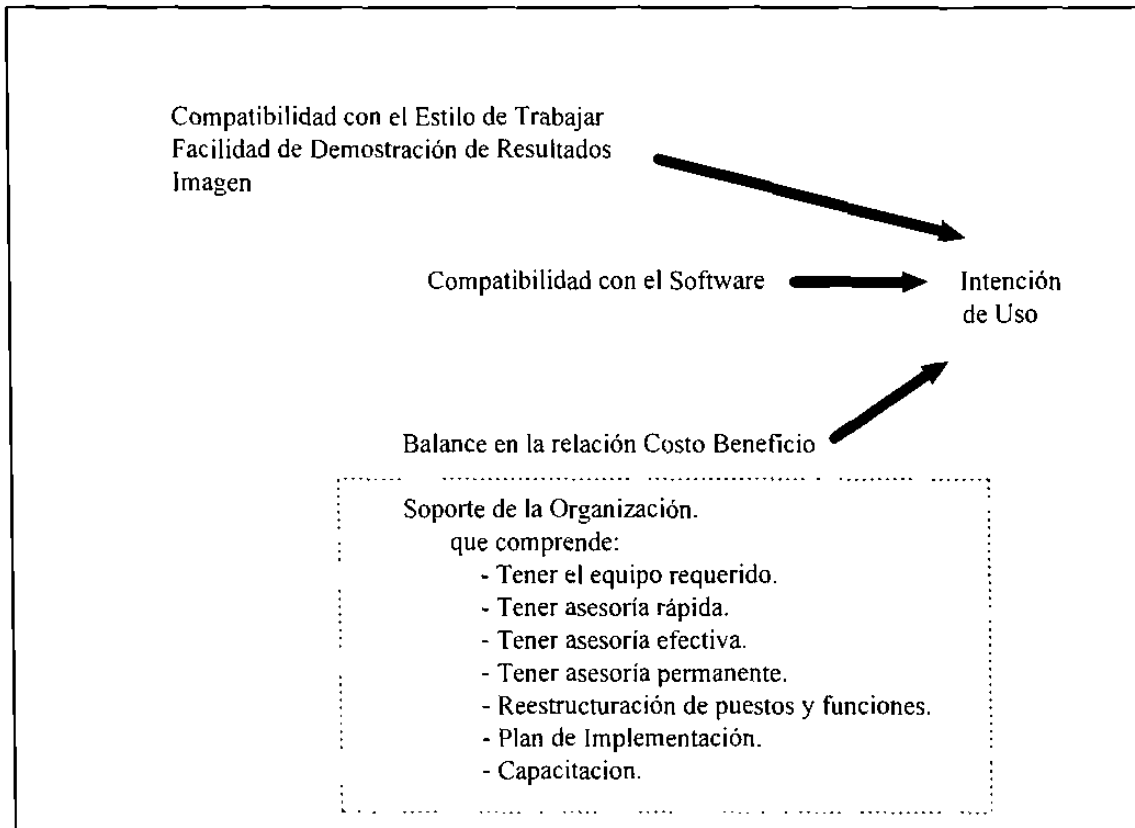 Compatibilidad con el Estilo de Trabajar
Facilidad de Demostración de Resultados
Imagen
Compatibilidad con el Software
Intención
de Uso
Balance en la relación Costo Beneficio
Soporte de la Organización.
que comprende:
- Tener el equipo requerido.
- Tener asesoría rápida.
- Tener asesoría efectiva.
- Tener asesoría permanente.
- Reestructuración de puestos y funciones.
- Plan de Implementación.
- Capacitacion.